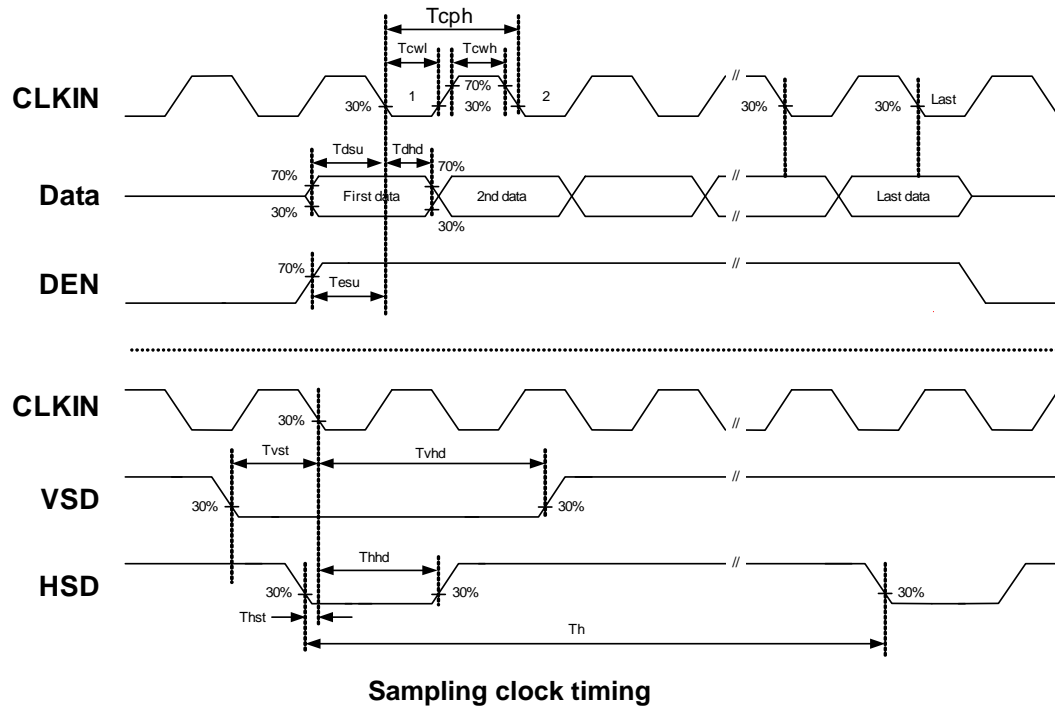 Tcph
Tcwl Tcwh
CLKIN 30% 1 70% 30% 2 // 30% 30% Last
Tdsu Tdhd
70% 70%
Data First data 2nd data // // Last data
30% 30%
DEN 70% Tesu //
CLKIN 30% //
Tvst Tvhd
VSD 30% 30% //
Thhd
HSD 30% 30% // 30%
Thst
Th
Sampling clock timing